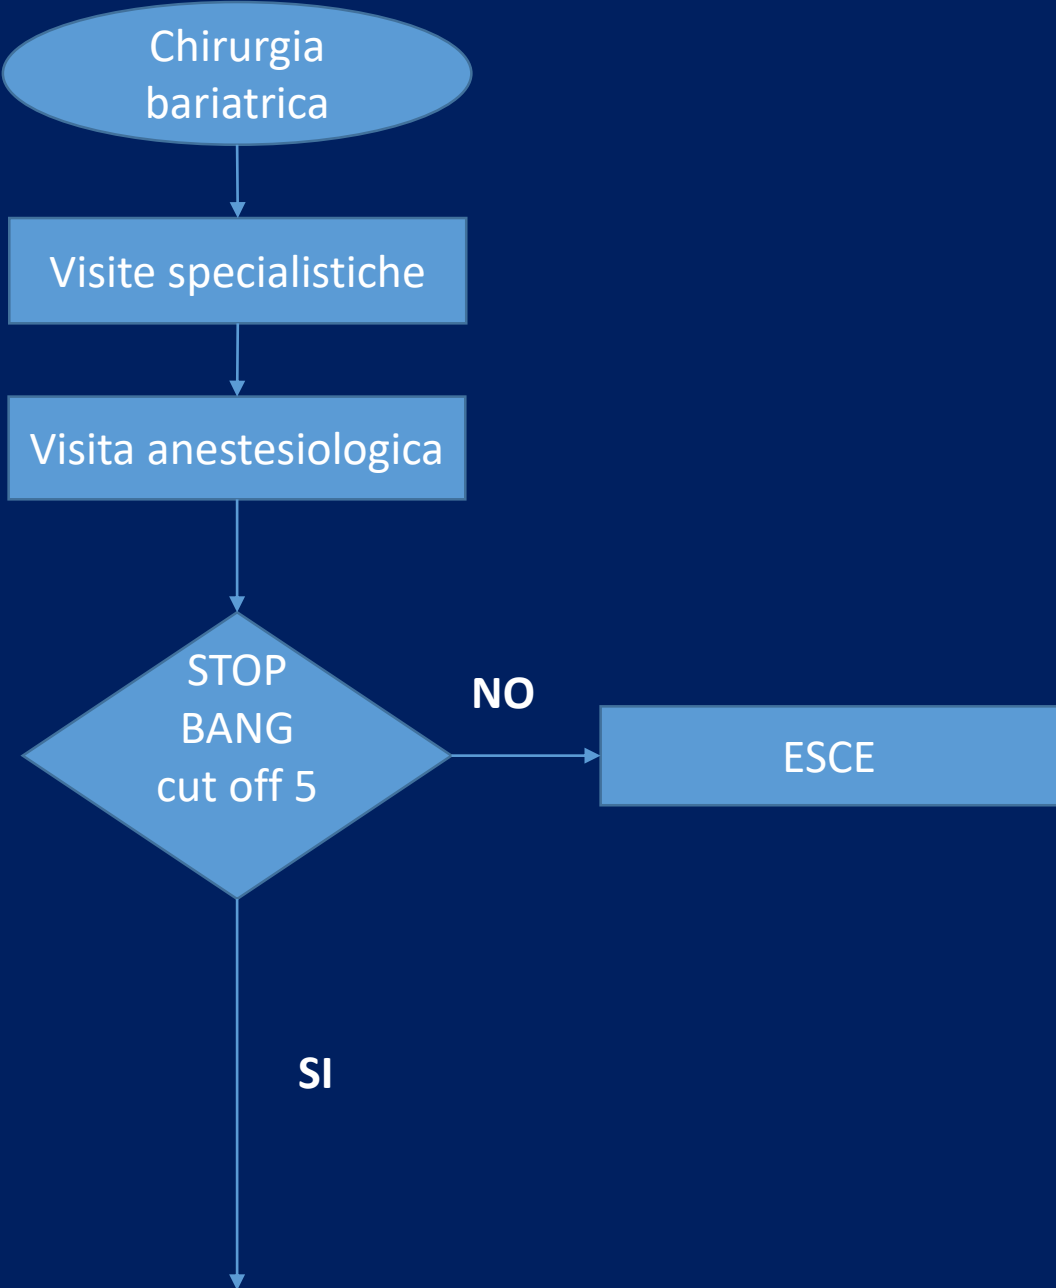 Chirurgia
bariatrica
Visite specialistiche
Visita anestesiologica
STOP
BANG
cut off 5
NO
ESCE
SI